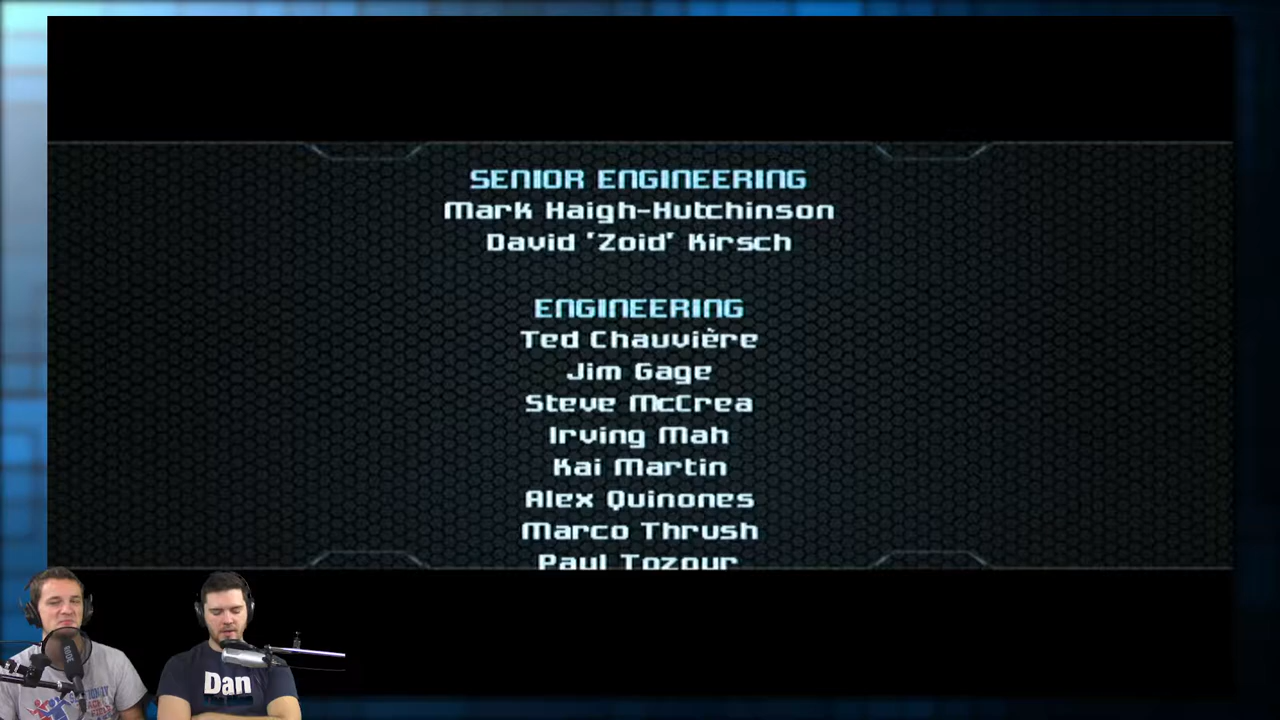 SENIOR ENGINEERING
Mark Haigh-Hutchinson
David 'Zoid' Kirsch
ENGINEERING
Ted Chauvière
Jim Gage
Steve McCrea
Irving Mah
Kai Martin
Alex Quinones
Marco Thrush
Paul Tozour
Dan